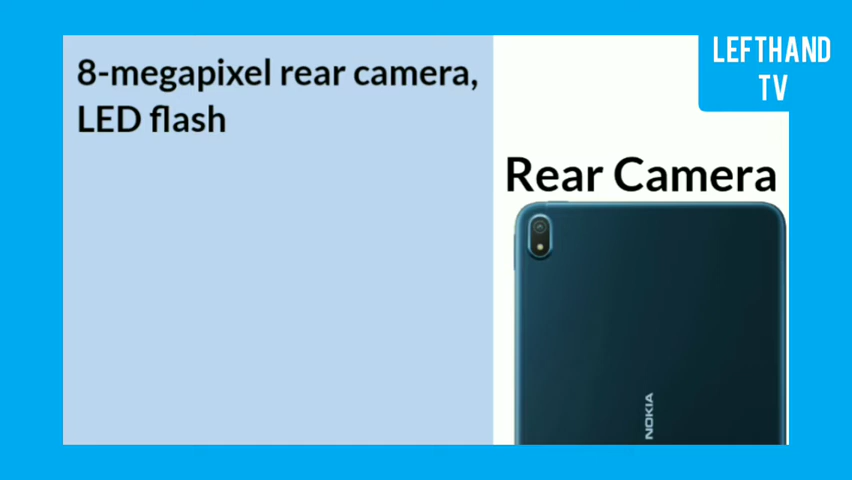 8-megapixel rear camera,
LED flash
LEFTHAND
TV
Rear Camera
NOKIA